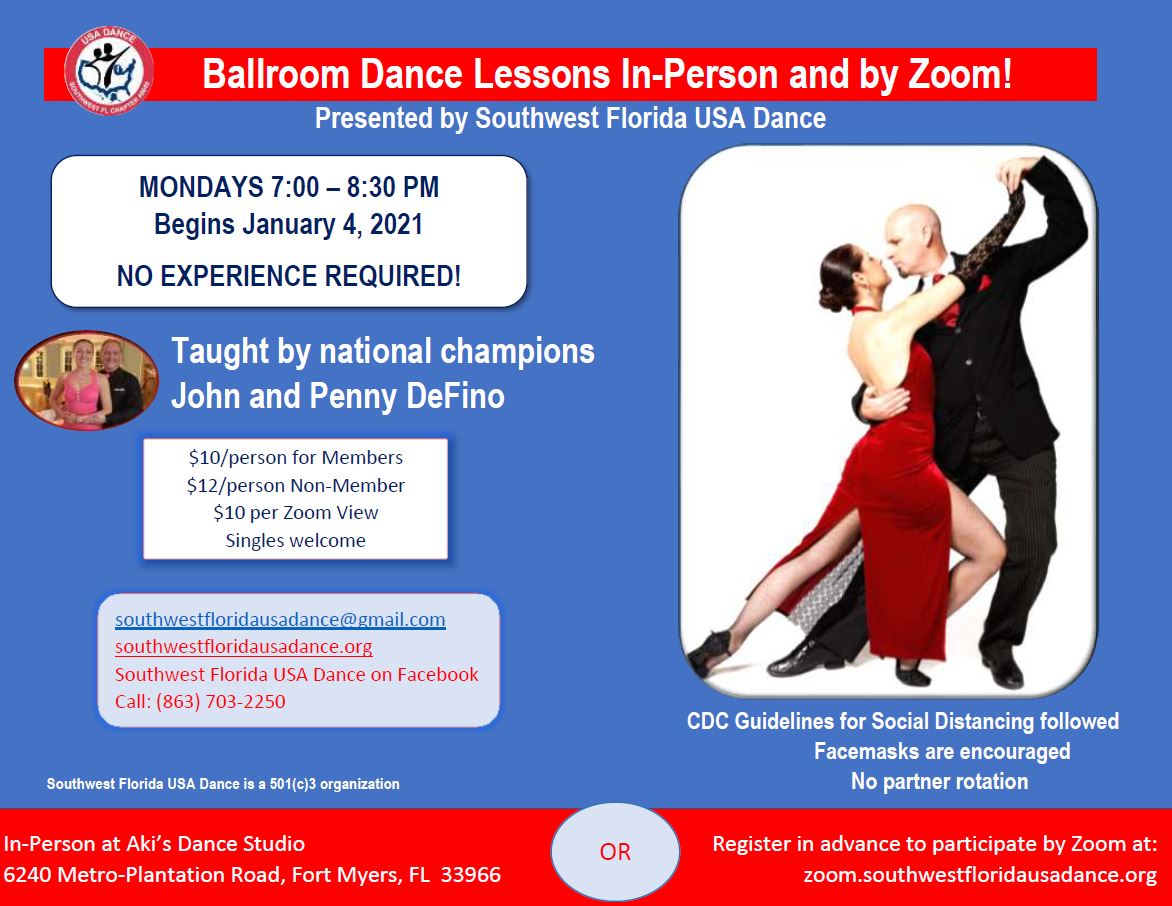 USA DANCE
SOUTHWEST FL CHAPTER
Ballroom Dance Lessons In-Person and by Zoom!
Presented by Southwest Florida USA Dance
MONDAYS 7:00 – 8:30 PM
Begins January 4, 2021
NO EXPERIENCE REQUIRED!
Taught by national champions
John and Penny DeFino
$10/person for Members
$12/person Non-Member
$10 per Zoom View
Singles welcome
southwestfloridausadance@gmail.com
southwestfloridausadance.org
Southwest Florida USA Dance on Facebook
Call: (863) 703-2250
CDC Guidelines for Social Distancing followed
Facemasks are encouraged
No partner rotation
Southwest Florida USA Dance is a 501(c)3 organization
In-Person at Aki’s Dance Studio
6240 Metro-Plantation Road, Fort Myers, FL  33966
OR
Register in advance to participate by Zoom at:
zoom.southwestfloridausadance.org